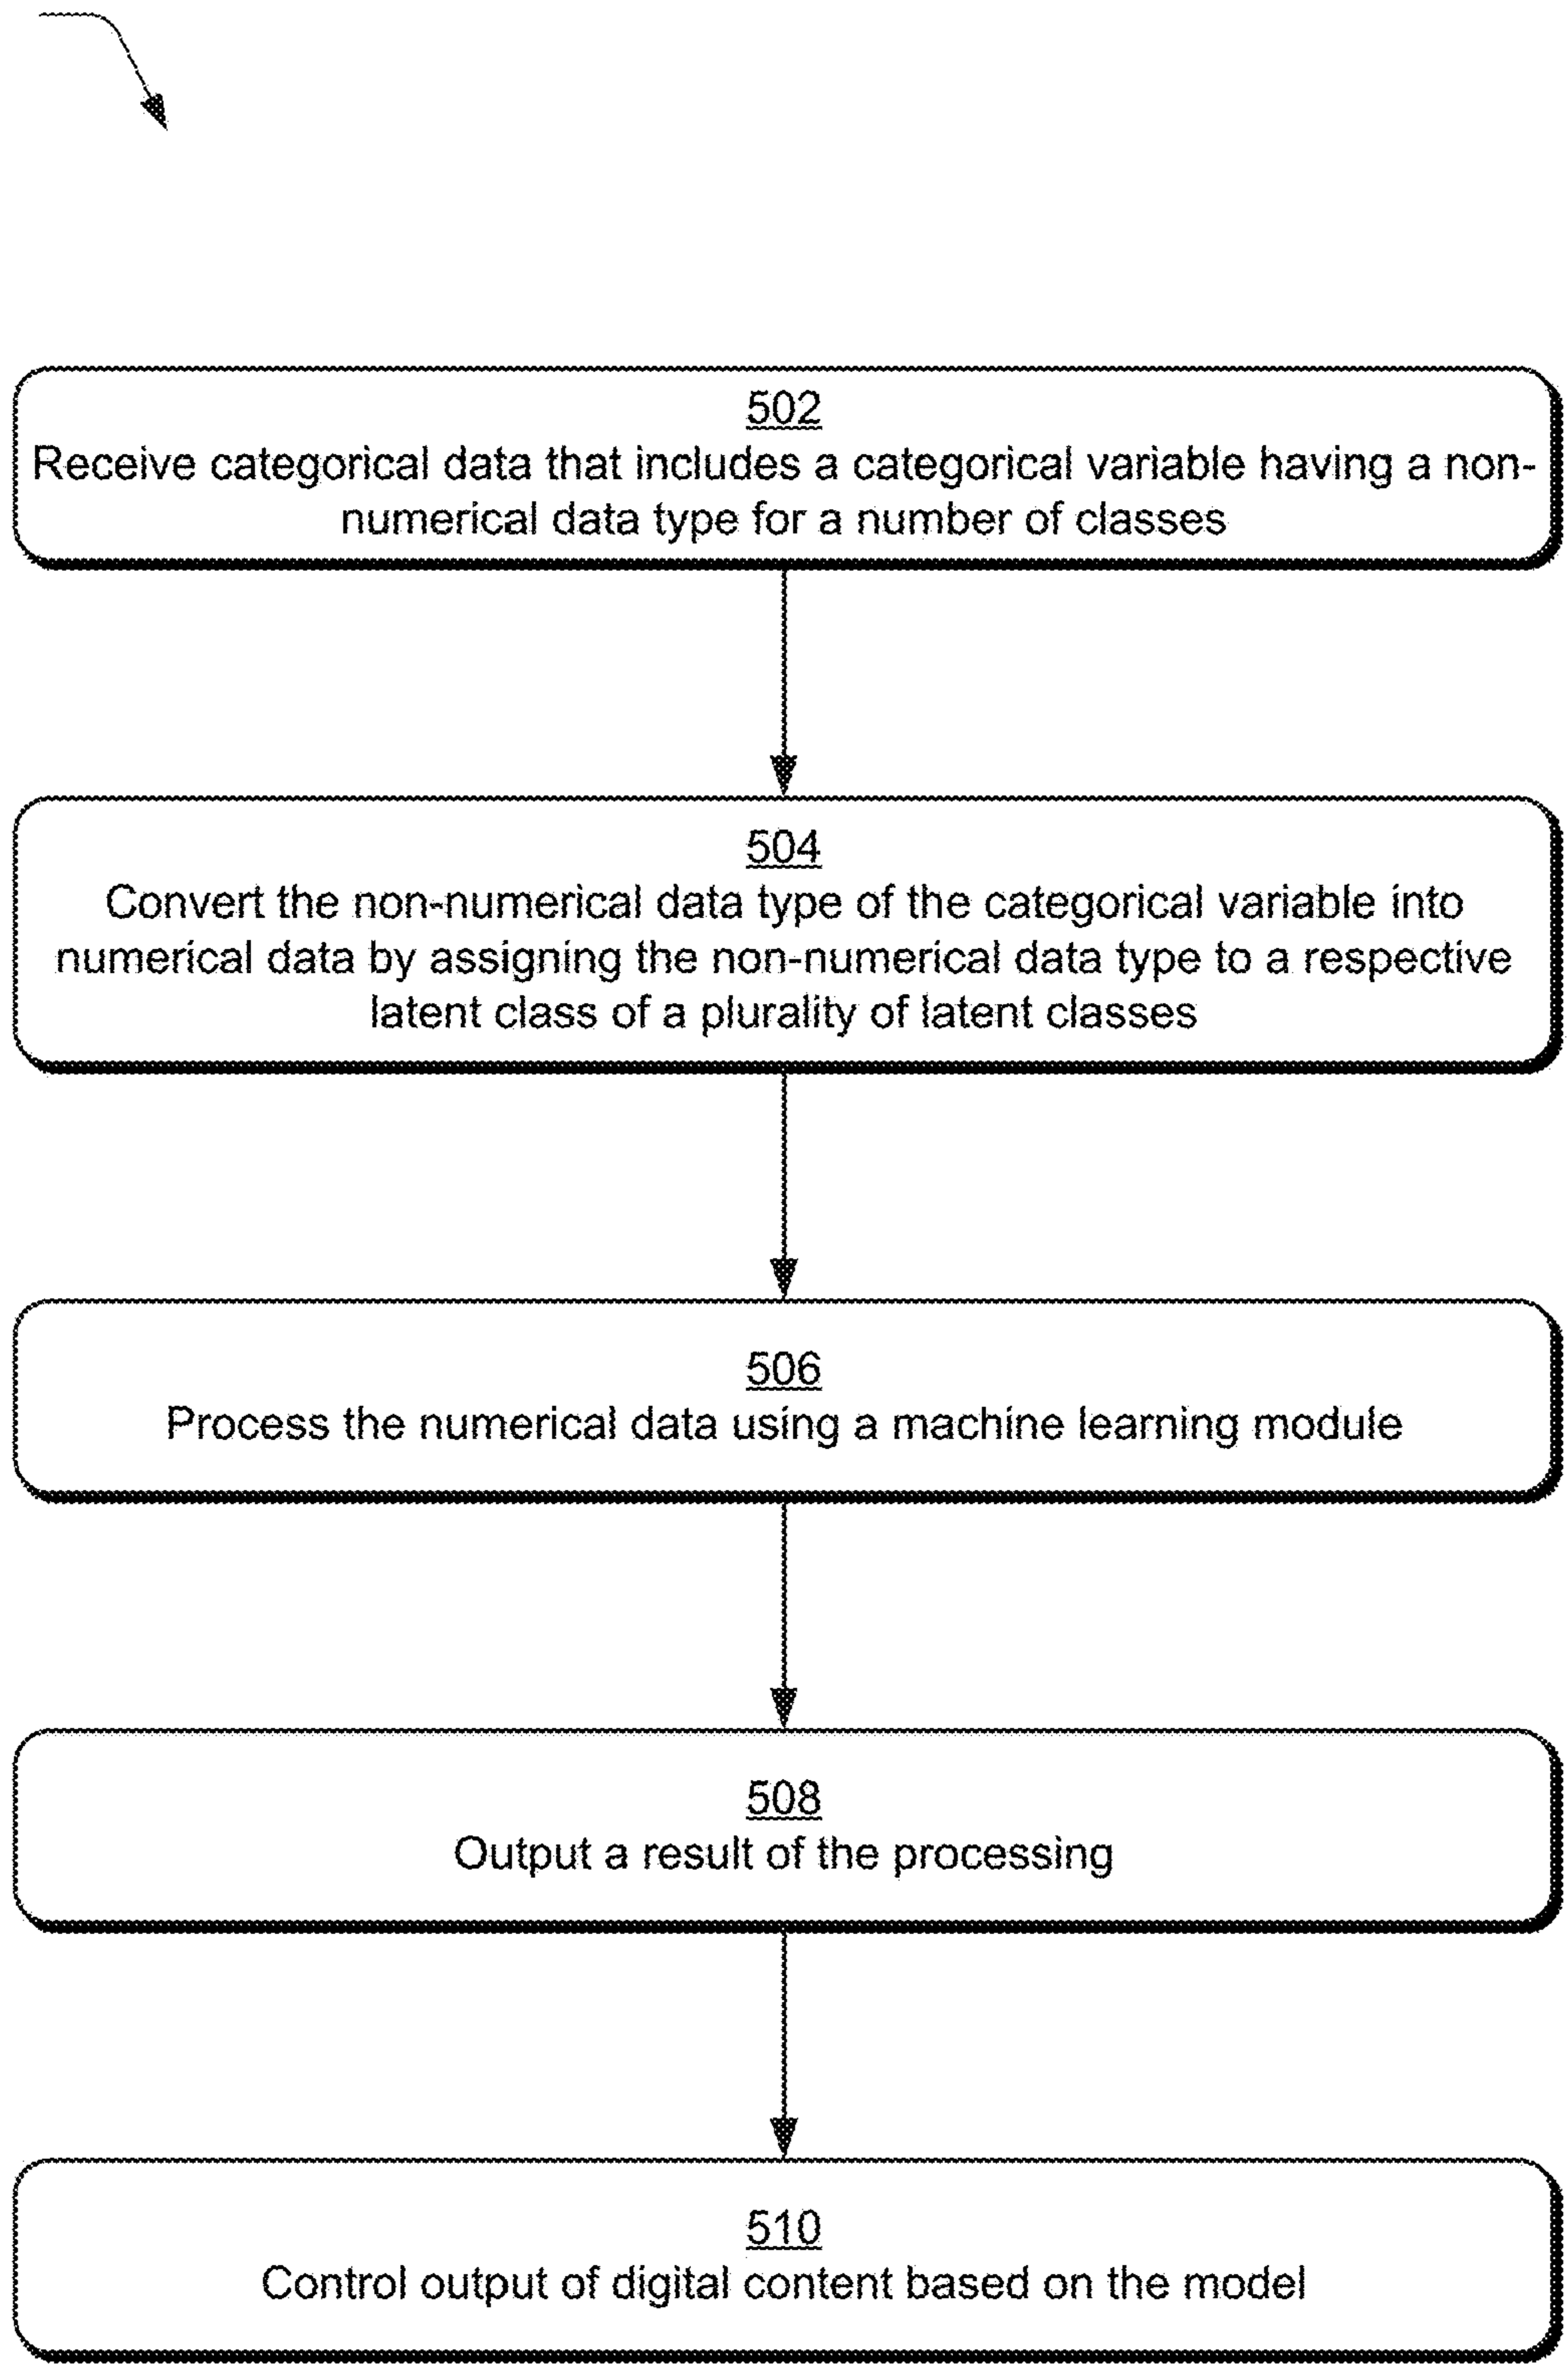 502
Receive categorical data that includes a categorical variable having a non-
numerical data type for a number of classes
504
Convert the non-numerical data type of the categorical variable into
numerical data by assigning the non-numerical data type to a respective
latent class of a plurality of latent classes
506
Process the numerical data using a machine learning module
508
Output a result of the processing
510
Control output of digital content based on the model